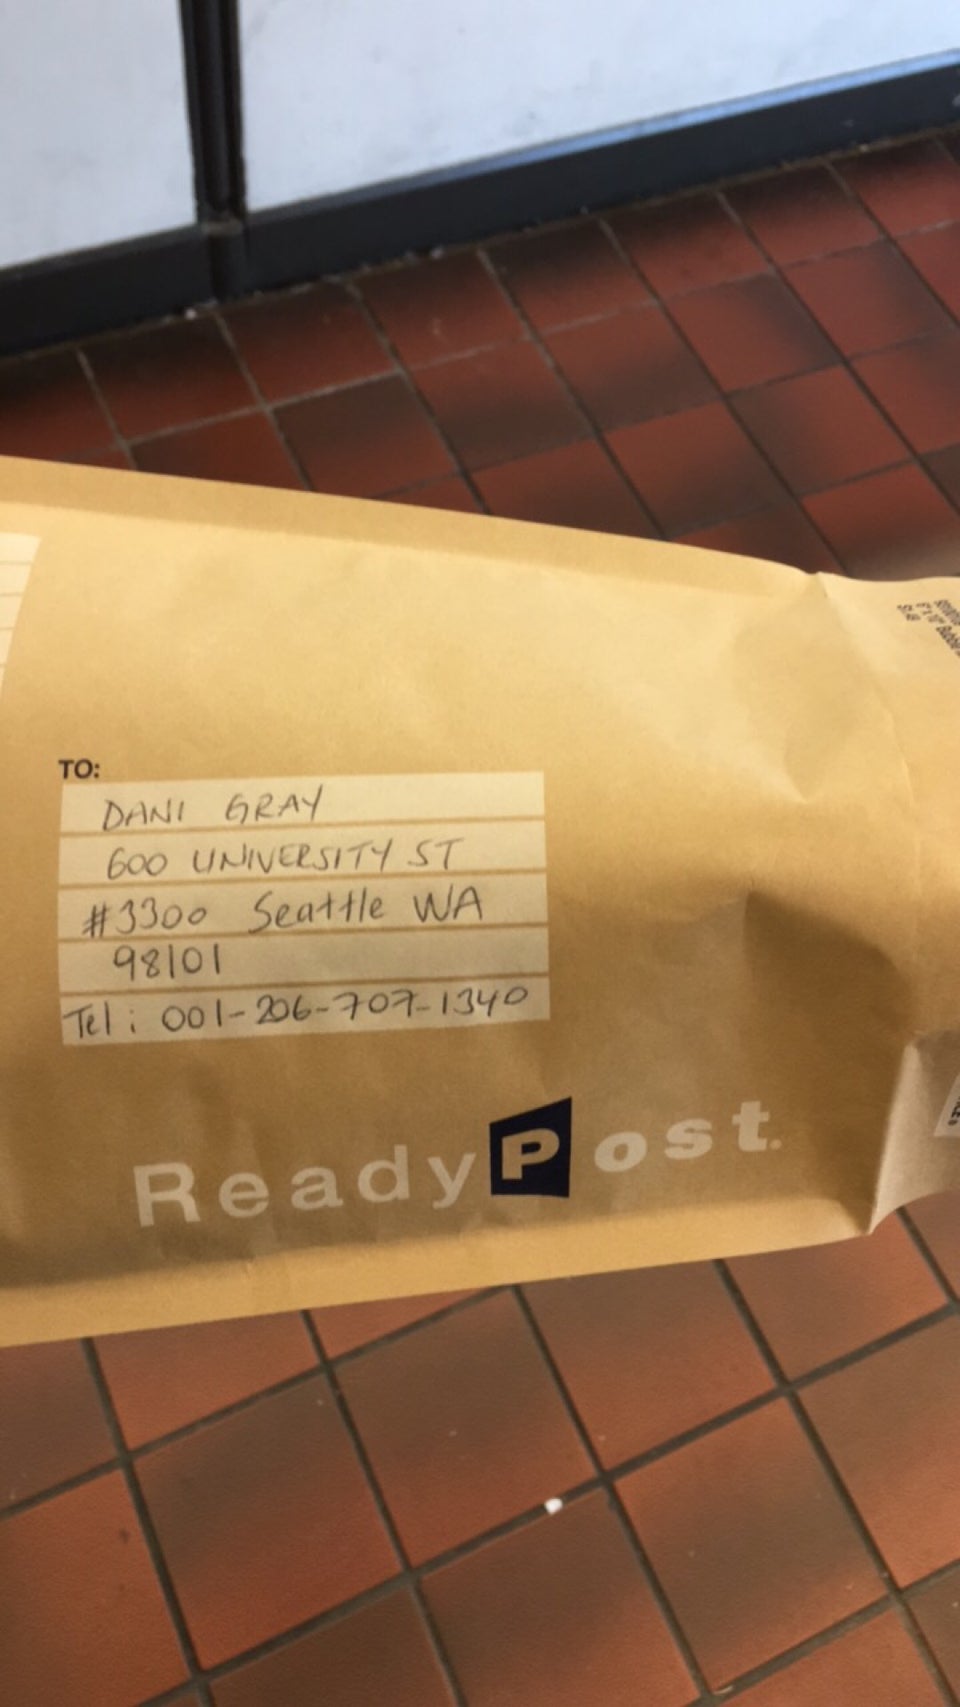 TO:
DANI GRAY
600 UNIVERSITY ST
#3300 Seattle WA
98101
Tel: 001-206-707-1340
ReadyPost.